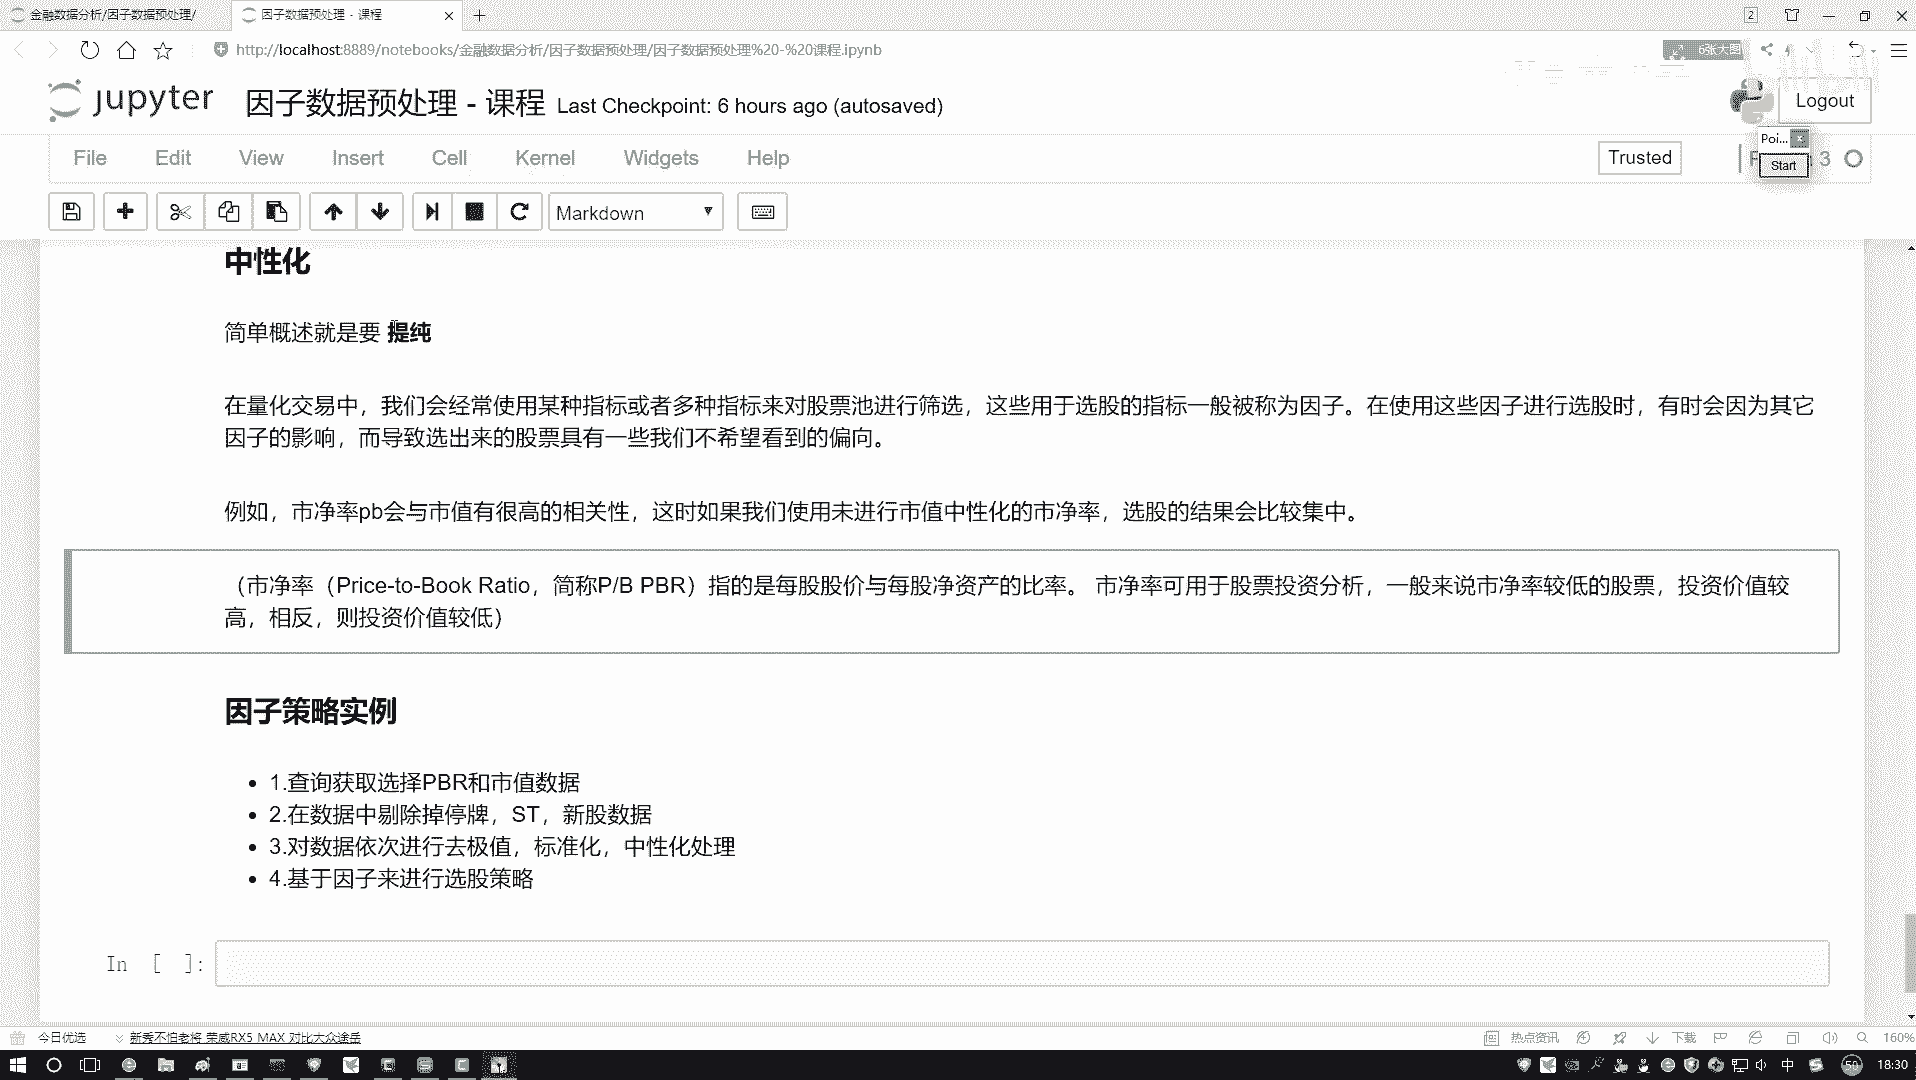 金融数据分析/因子数据预处理/
因子数据预处理 - 课程
2
http://localhost:8889/notebooks/金融数据分析/因子数据预处理/因子数据预处理%20-%20课程.ipynb
6张大图
jupyter
因子数据预处理 - 课程 Last Checkpoint: 6 hours ago (autosaved)
Logout
Poi...
File Edit View Insert Cell Kernel Widgets Help
Trusted
Start
3
Markdown
中性化
简单概述就是要 提纯
在量化交易中，我们会经常使用某种指标或者多种指标来对股票池进行筛选，这些用于选股的指标一般被称为因子。在使用这些因子进行选股时，有时会因为其它
因子的影响，而导致选出来的股票具有一些我们不希望看到的偏向。
例如，市净率pb会与市值有很高的相关性，这时如果我们使用未进行市值中性化的市净率，选股的结果会比较集中。
（市净率（Price-to-Book Ratio，简称P/B PBR）指的是每股股价与每股净资产的比率。 市净率可用于股票投资分析，一般来说市净率较低的股票，投资价值较
高，相反，则投资价值较低）
因子策略实例
1.查询获取选择PBR和市值数据
2.在数据中剔除掉停牌，ST，新股数据
3.对数据依次进行去极值，标准化，中性化处理
4.基于因子来进行选股策略
In [ ]:
今日优选
新秀不怕老将 荣威RX5 MAX 对比大众途岳
热点资讯
下载
160%
中
50
18:30